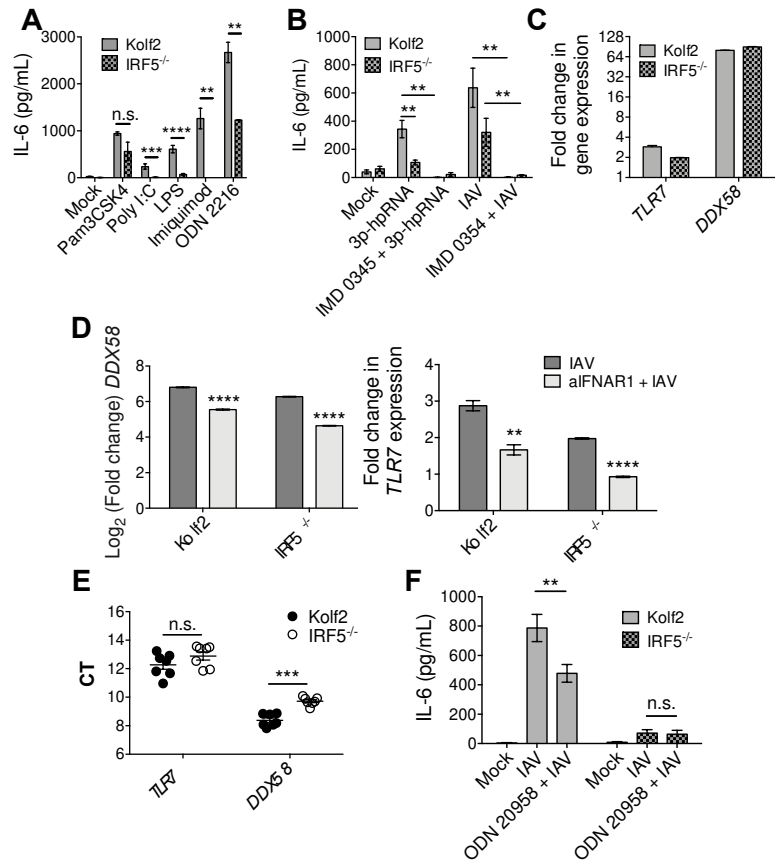 A
Kolf2
IRF5-/-
IL-6 (pg/mL)
3000
2000
1000
0
n.s.
***
****
**
**
Mock
Pam3CSK4
Poly I:C
LPS
Imiquimod
ODN 2216
B
Kolf2
IRF5-/-
IL-6 (pg/mL)
1000
800
600
400
200
0
**
**
**
**
Mock
3p-hpRNA
IMD 0345 + 3p-hpRNA
IAV
IMD 0354 + IAV
C
Kolf2
IRF5-/-
Fold change in
gene expression
128
64
32
16
8
4
2
1
TLR7
DDX58
D
Log2 (Fold change) DDX58
8
6
4
2
0
****
****
Kolf2
IRF5 -/-
Fold change in
TLR7 expression
4
3
2
1
0
IAV
aIFNAR1 + IAV
**
****
Kolf2
IRF5 -/-
E
Kolf2
IRF5-/-
CT
16
14
12
10
8
6
n.s.
***
TLR7
DDX58
F
Kolf2
IRF5-/-
IL-6 (pg/mL)
1000
800
600
400
200
0
**
n.s.
Mock
IAV
ODN 20958 + IAV
Mock
IAV
ODN 20958 + IAV